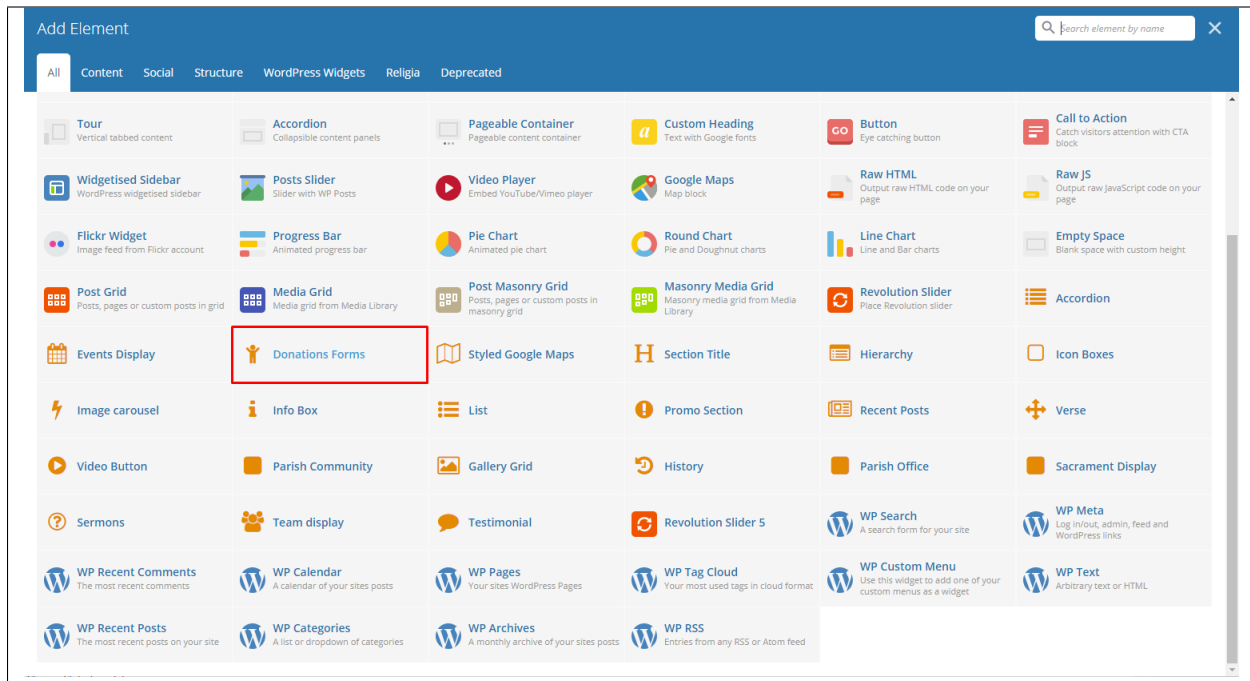 Add Element
Search element by name
All Content Social Structure WordPress Widgets Religia Deprecated
Tour
Vertical tabbed content
Accordion
Collapsible content panels
Pageable Container
Pageable content container
a
Custom Heading
Text with Google fonts
GO
Button
Eye catching button
Call to Action
Catch visitors attention with CTA
block
Widgetised Sidebar
WordPress widgetised sidebar
Posts Slider
Slider with WP Posts
Video Player
Embed YouTube/Vimeo player
Google Maps
Map block
Raw HTML
Output raw HTML code on your
page
Raw JS
Output raw JavaScript code on your
page
Flickr Widget
Image feed from Flickr account
Progress Bar
Animated progress bar
Pie Chart
Animated pie chart
Round Chart
Pie and Doughnut charts
Line Chart
Line and Bar charts
Empty Space
Blank space with custom height
Post Grid
Posts, pages or custom posts in grid
Media Grid
Media grid from Media Library
Post Masonry Grid
Posts, pages or custom posts in
masonry grid
Masonry Media Grid
Masonry media grid from Media
Library
Revolution Slider
Place Revolution slider
Accordion
Events Display
Donations Forms
Styled Google Maps
H
Section Title
Hierarchy
Icon Boxes
Image carousel
i
Info Box
List
Promo Section
Recent Posts
Verse
Video Button
Parish Community
Gallery Grid
History
Parish Office
Sacrament Display
Sermons
Team display
Testimonial
Revolution Slider 5
WP Search
A search form for your site
WP Meta
Log in/out, admin, feed and
WordPress links
WP Recent Comments
The most recent comments
WP Calendar
A calendar of your sites posts
WP Pages
Your sites WordPress Pages
WP Tag Cloud
Your most used tags in cloud format
WP Custom Menu
Use this widget to add one of your
custom menus as a widget
WP Text
Arbitrary text or HTML
WP Recent Posts
The most recent posts on your site
WP Categories
A list or dropdown of categories
WP Archives
A monthly archive of your sites posts
WP RSS
Entries from any RSS or Atom feed